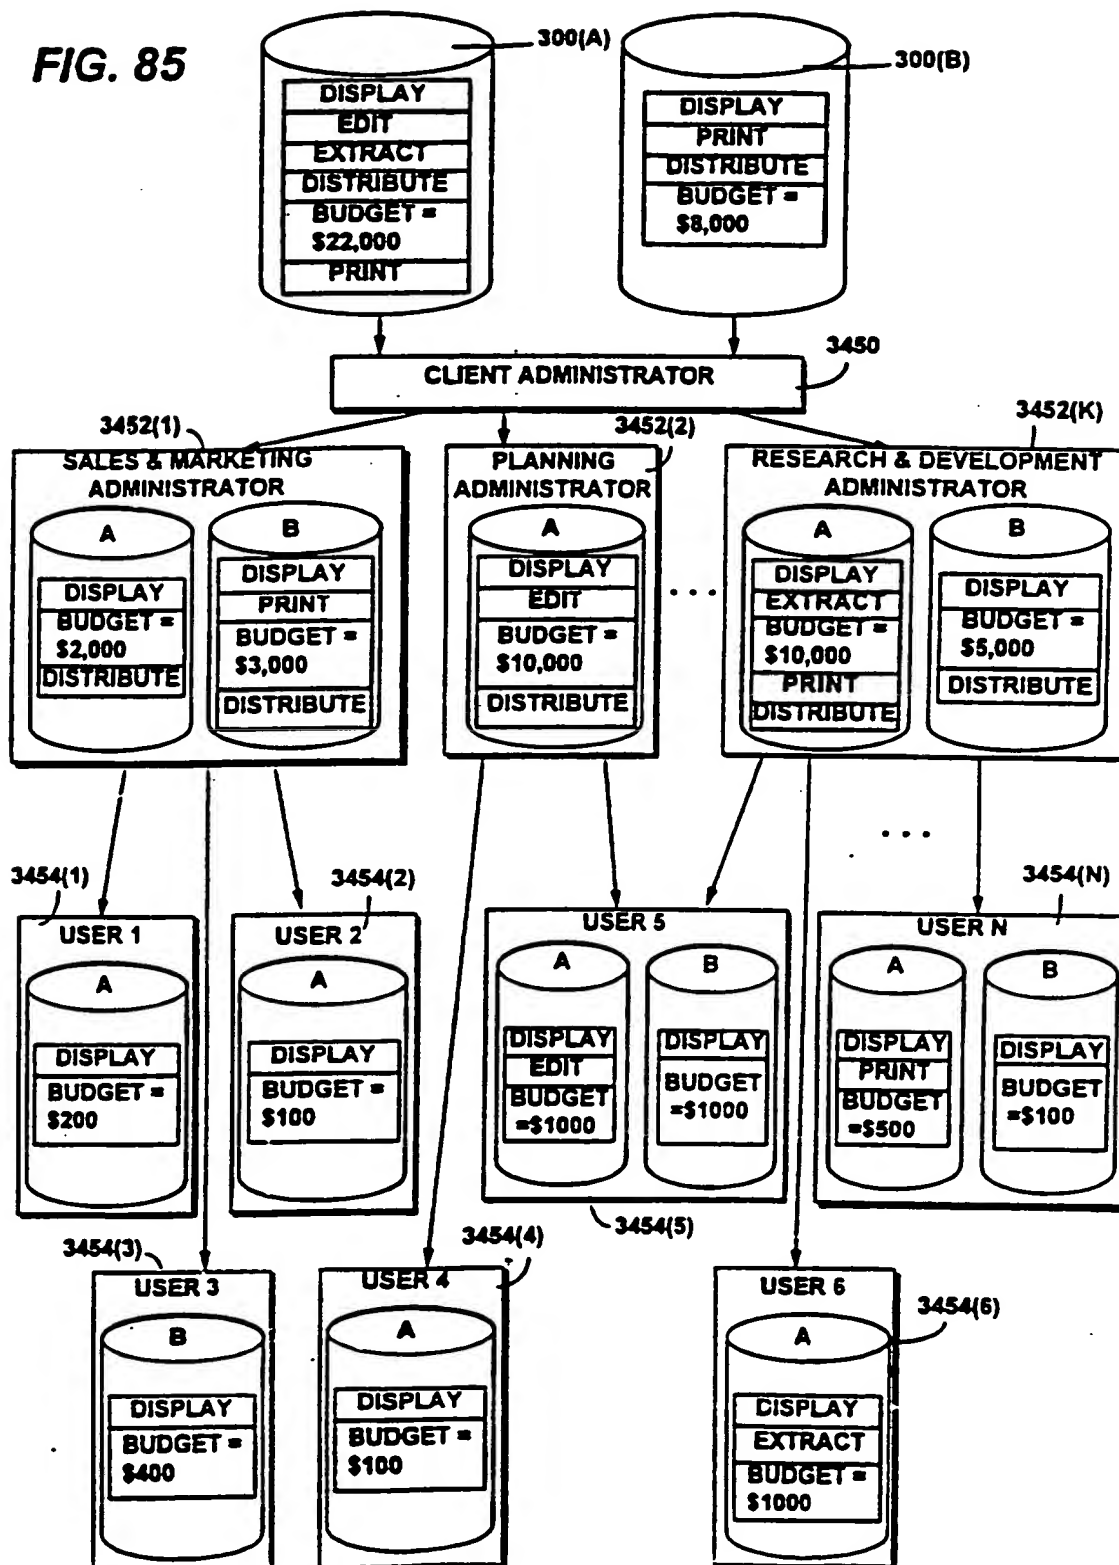 FIG. 85
300(A)
DISPLAY
EDIT
EXTRACT
DISTRIBUTE
BUDGET =
$22,000
PRINT
300(B)
DISPLAY
PRINT
DISTRIBUTE
BUDGET =
$8,000
CLIENT ADMINISTRATOR
3450
3452(1)
SALES & MARKETING
ADMINISTRATOR
A
DISPLAY
BUDGET =
$2,000
DISTRIBUTE
B
DISPLAY
PRINT
BUDGET =
$3,000
DISTRIBUTE
3452(2)
PLANNING
ADMINISTRATOR
A
DISPLAY
EDIT
BUDGET =
$10,000
DISTRIBUTE
. . .
3452(K)
RESEARCH & DEVELOPMENT
ADMINISTRATOR
A
DISPLAY
EXTRACT
BUDGET =
$10,000
PRINT
DISTRIBUTE
B
DISPLAY
BUDGET =
$5,000
DISTRIBUTE
. . .
3454(1)
USER 1
A
DISPLAY
BUDGET =
$200
3454(2)
USER 2
A
DISPLAY
BUDGET =
$100
USER 5
A
DISPLAY
EDIT
BUDGET
=$1000
B
DISPLAY
BUDGET
=$1000
3454(5)
3454(N)
USER N
A
DISPLAY
PRINT
BUDGET
=$500
B
DISPLAY
BUDGET
=$100
3454(3)
USER 3
B
DISPLAY
BUDGET =
$400
3454(4)
USER 4
A
DISPLAY
BUDGET =
$100
USER 6
3454(6)
A
DISPLAY
EXTRACT
BUDGET =
$1000